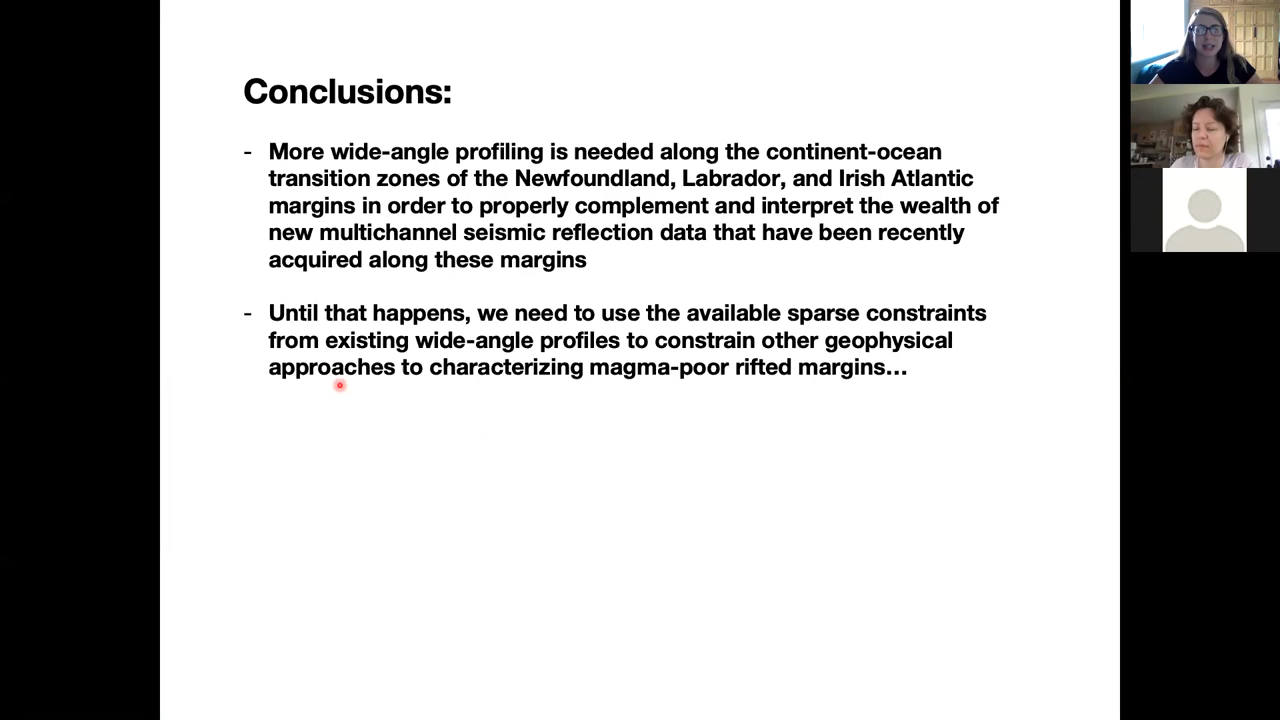 Conclusions:
- More wide-angle profiling is needed along the continent-ocean
transition zones of the Newfoundland, Labrador, and Irish Atlantic
margins in order to properly complement and interpret the wealth of
new multichannel seismic reflection data that have been recently
acquired along these margins
- Until that happens, we need to use the available sparse constraints
from existing wide-angle profiles to constrain other geophysical
approaches to characterizing magma-poor rifted margins…